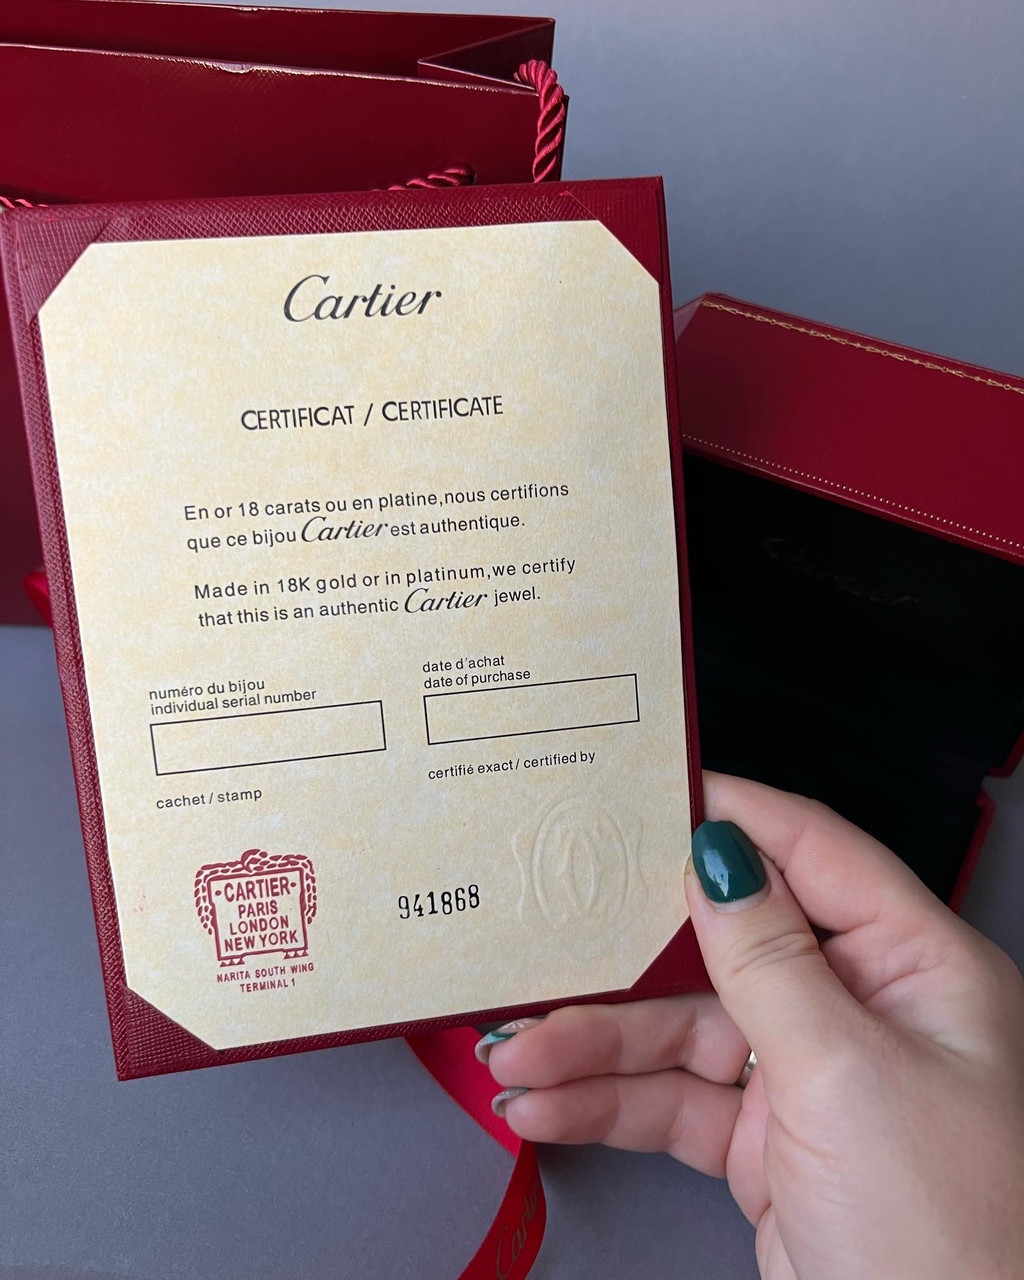 Cartier
CERTIFICAT / CERTIFICATE
En or 18 carats ou en platine,nous certifions
que ce bijou Cartier est authentique.
Made in 18K gold or in platinum,we certify
that this is an authentic Cartier jewel.
numéro du bijou
individual serial number
date d'achat
date of purchase
cachet / stamp
certifié exact / certified by
·CARTIER·
PARIS
LONDON
NEW YORK
NARITA SOUTH WING
TERMINAL 1
941868
Cartier